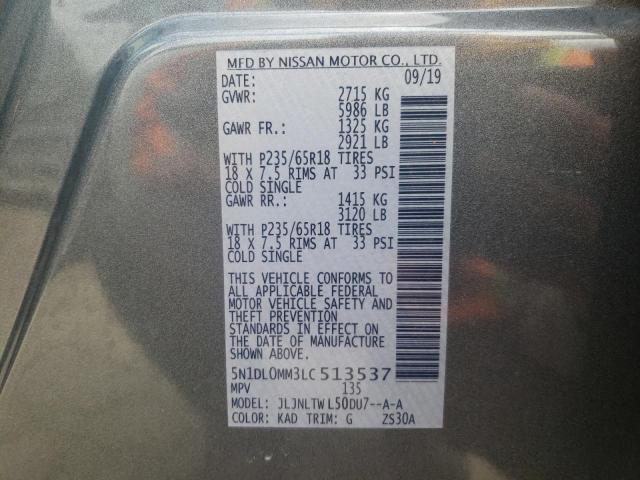 MFD BY NISSAN MOTOR CO., LTD.
DATE: 09/19
GVWR: 2715 KG
5986 LB
GAWR FR.: 1325 KG
2921 LB
WITH P235/65R18 TIRES
18 X 7.5 RIMS AT 33 PSI
COLD SINGLE
GAWR RR.: 1415 KG
3120 LB
WITH P235/65R18 TIRES
18 X 7.5 RIMS AT 33 PSI
COLD SINGLE
THIS VEHICLE CONFORMS TO
ALL APPLICABLE FEDERAL
MOTOR VEHICLE SAFETY AND
THEFT PREVENTION
STANDARDS IN EFFECT ON
THE DATE OF MANUFACTURE
SHOWN ABOVE.
5N1DL0MM3LC513537
MPV 135
MODEL: JLJNLTW L50DU7--A-A
COLOR: KAD TRIM: G ZS30A